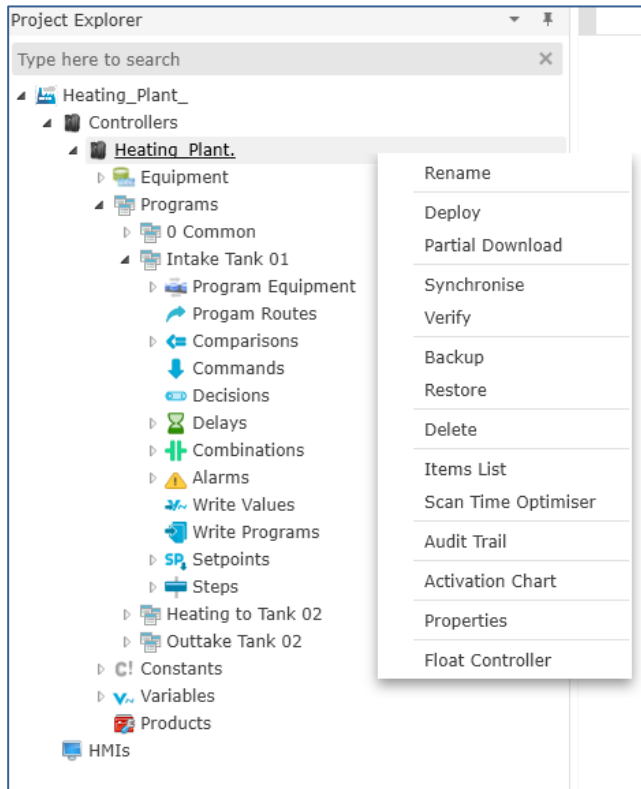 Project Explorer
Type here to search
Heating_Plant_
Controllers
Heating_Plant.
Equipment
Programs
0 Common
Intake Tank 01
Program Equipment
Progam Routes
Comparisons
Commands
Decisions
Delays
Combinations
Alarms
Write Values
Write Programs
SP Setpoints
Steps
Heating to Tank 02
Outtake Tank 02
C! Constants
V Variables
Products
HMIs
Rename
Deploy
Partial Download
Synchronise
Verify
Backup
Restore
Delete
Items List
Scan Time Optimiser
Audit Trail
Activation Chart
Properties
Float Controller